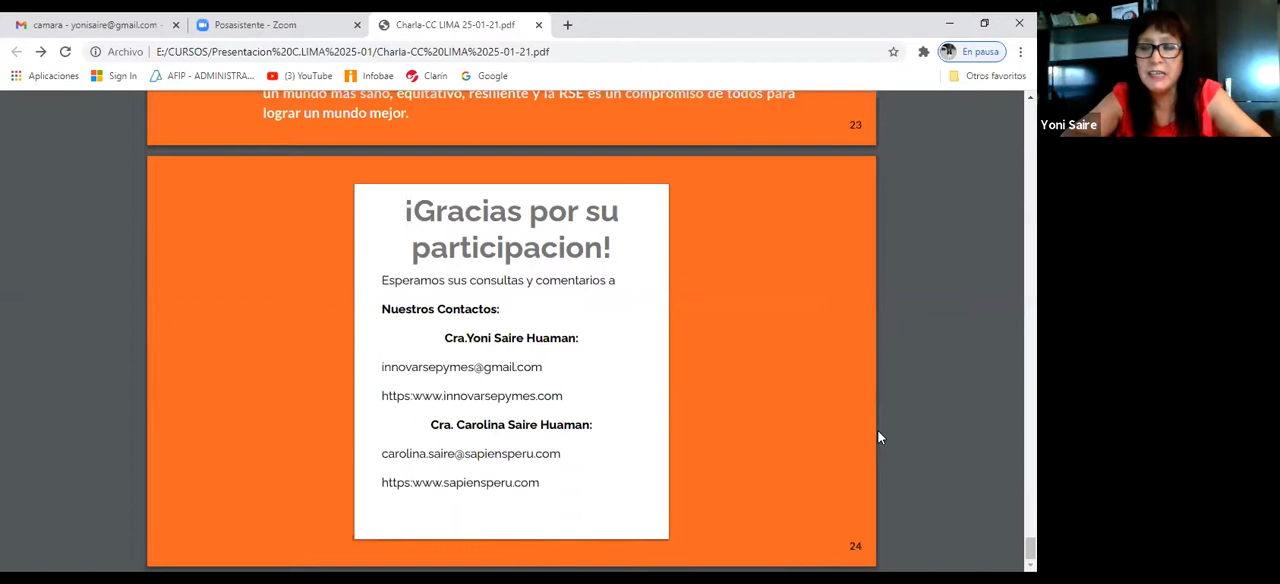 camara - yonisaire@gmail.com -
Posasistente - Zoom
Charla-CC LIMA 25-01-21.pdf
Archivo
E:/CURSOS/Presentacion%20C.LIMA%2025-01/Charla-CC%20LIMA%2025-01-21.pdf
En pausa
Aplicaciones
Sign In
AFIP - ADMINISTRA...
(3) YouTube
Infobae
Clarín
Google
Otros favoritos
un mundo más sano, equitativo, resiliente y la RSE es un compromiso de todos para
lograr un mundo mejor.
23
¡Gracias por su
participacion!
Esperamos sus consultas y comentarios a
Nuestros Contactos:
Cra.Yoni Saire Huaman:
innovarsepymes@gmail.com
https:www.innovarsepymes.com
Cra. Carolina Saire Huaman:
carolina.saire@sapiensperu.com
https:www.sapiensperu.com
24
Yoni Saire